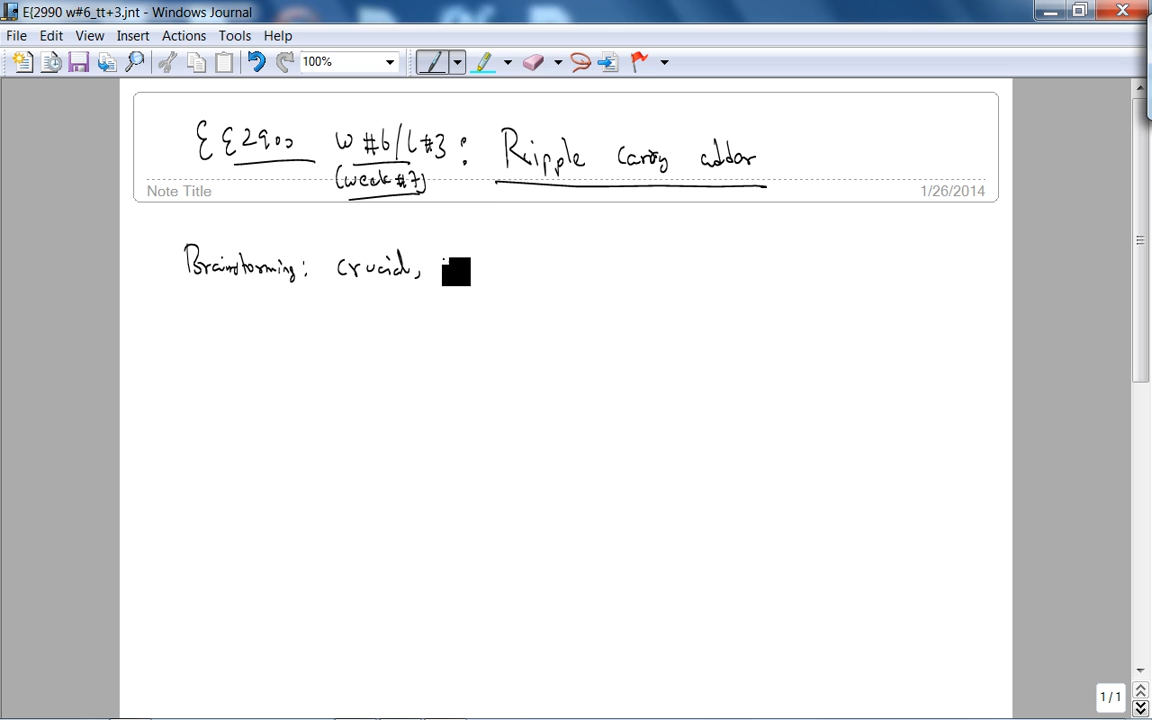 E{2990 w#6_tt+3.jnt - Windows Journal
File Edit View Insert Actions Tools Help
100%
EE2900 W #6/L#3: Ripple carry adder
(week #7)
Note Title 1/26/2014
Brainstorming: crucial,
1 / 1